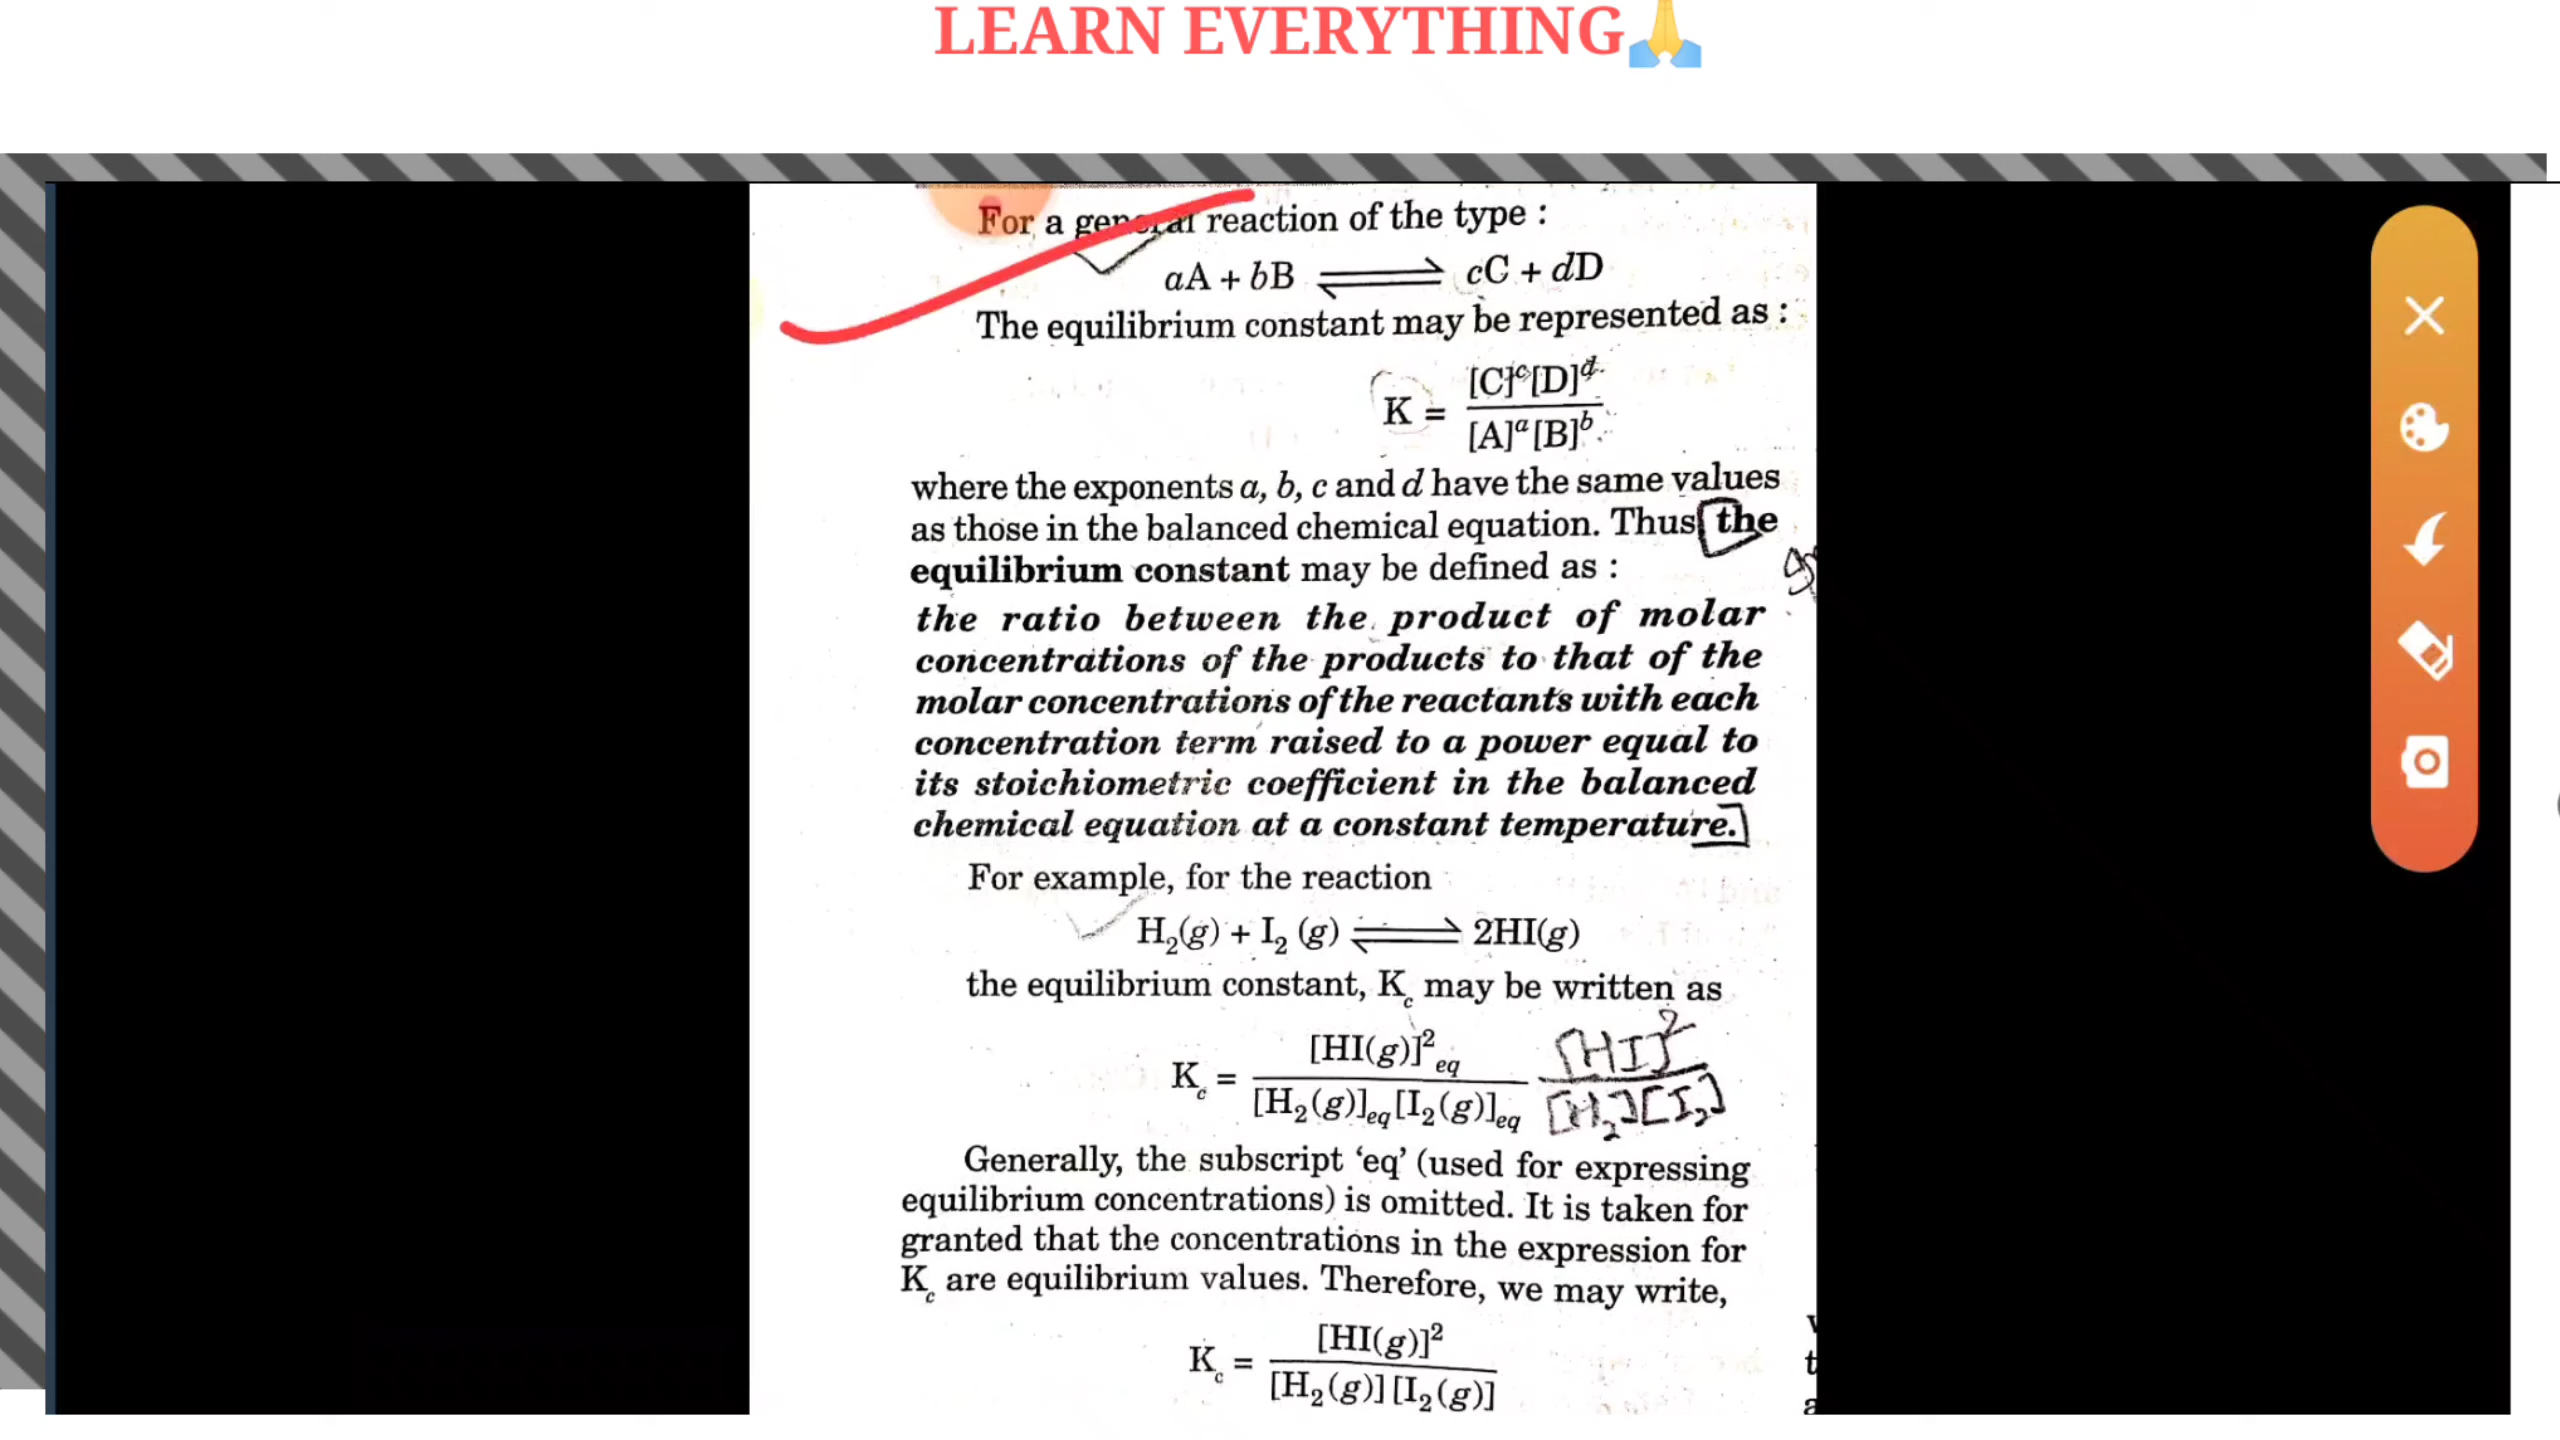 LEARN EVERYTHING🙏
For a general reaction of the type :
aA + bB ⇌ cC + dD
The equilibrium constant may be represented as :
K = [C]^c [D]^d / [A]^a [B]^b
where the exponents a, b, c and d have the same values
as those in the balanced chemical equation. Thus the
equilibrium constant may be defined as :
the ratio between the product of molar
concentrations of the products to that of the
molar concentrations of the reactants with each
concentration term raised to a power equal to
its stoichiometric coefficient in the balanced
chemical equation at a constant temperature.
For example, for the reaction
H₂(g) + I₂ (g) ⇌ 2HI(g)
the equilibrium constant, K_c may be written as
K_c = [HI(g)]²_eq / [H₂(g)]_eq [I₂(g)]_eq [HI]² / [H₂][I₂]
Generally, the subscript ‘eq’ (used for expressing
equilibrium concentrations) is omitted. It is taken for
granted that the concentrations in the expression for
K_c are equilibrium values. Therefore, we may write,
K_c = [HI(g)]² / [H₂(g)] [I₂(g)]